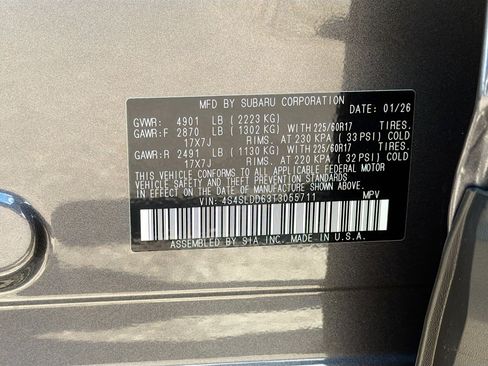 MFD BY SUBARU CORPORATION DATE: 01/26
GVWR: 4901 LB ( 2223 KG)
GAWR:F 2870 LB ( 1302 KG) WITH 225/60R17 TIRES.
17X7J RIMS. AT 230 KPA ( 33 PSI ) COLD
GAWR:R 2491 LB ( 1130 KG) WITH 225/60R17 TIRES.
17X7J RIMS. AT 220 KPA ( 32 PSI ) COLD
THIS VEHICLE CONFORMS TO ALL APPLICABLE FEDERAL MOTOR
VEHICLE SAFETY AND THEFT PREVENTION STANDARDS
IN EFFECT ON THE DATE OF MANUFACTURE SHOWN ABOVE.
VIN: 4S4SLDD63T3055711 MPV
ASSEMBLED BY SIA INC. MADE IN U.S.A.